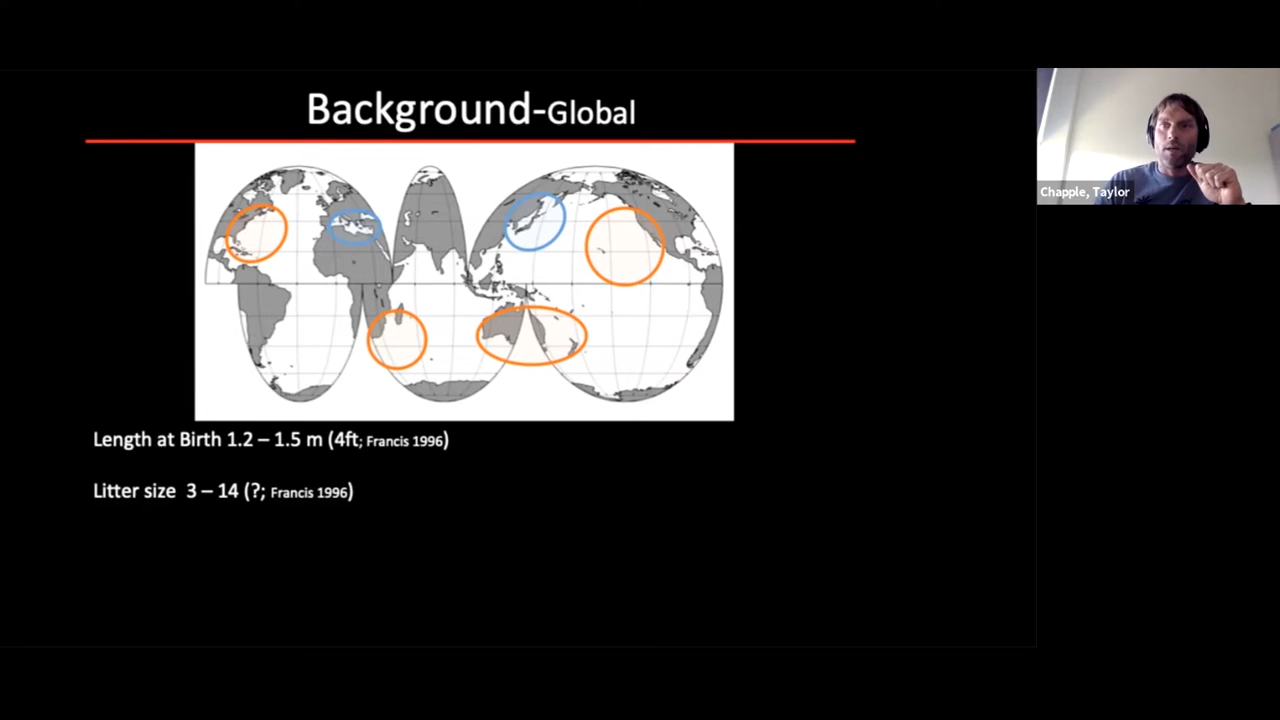 Background-Global
Chapple, Taylor
Length at Birth 1.2 – 1.5 m (4ft; Francis 1996)
Litter size 3 – 14 (?; Francis 1996)